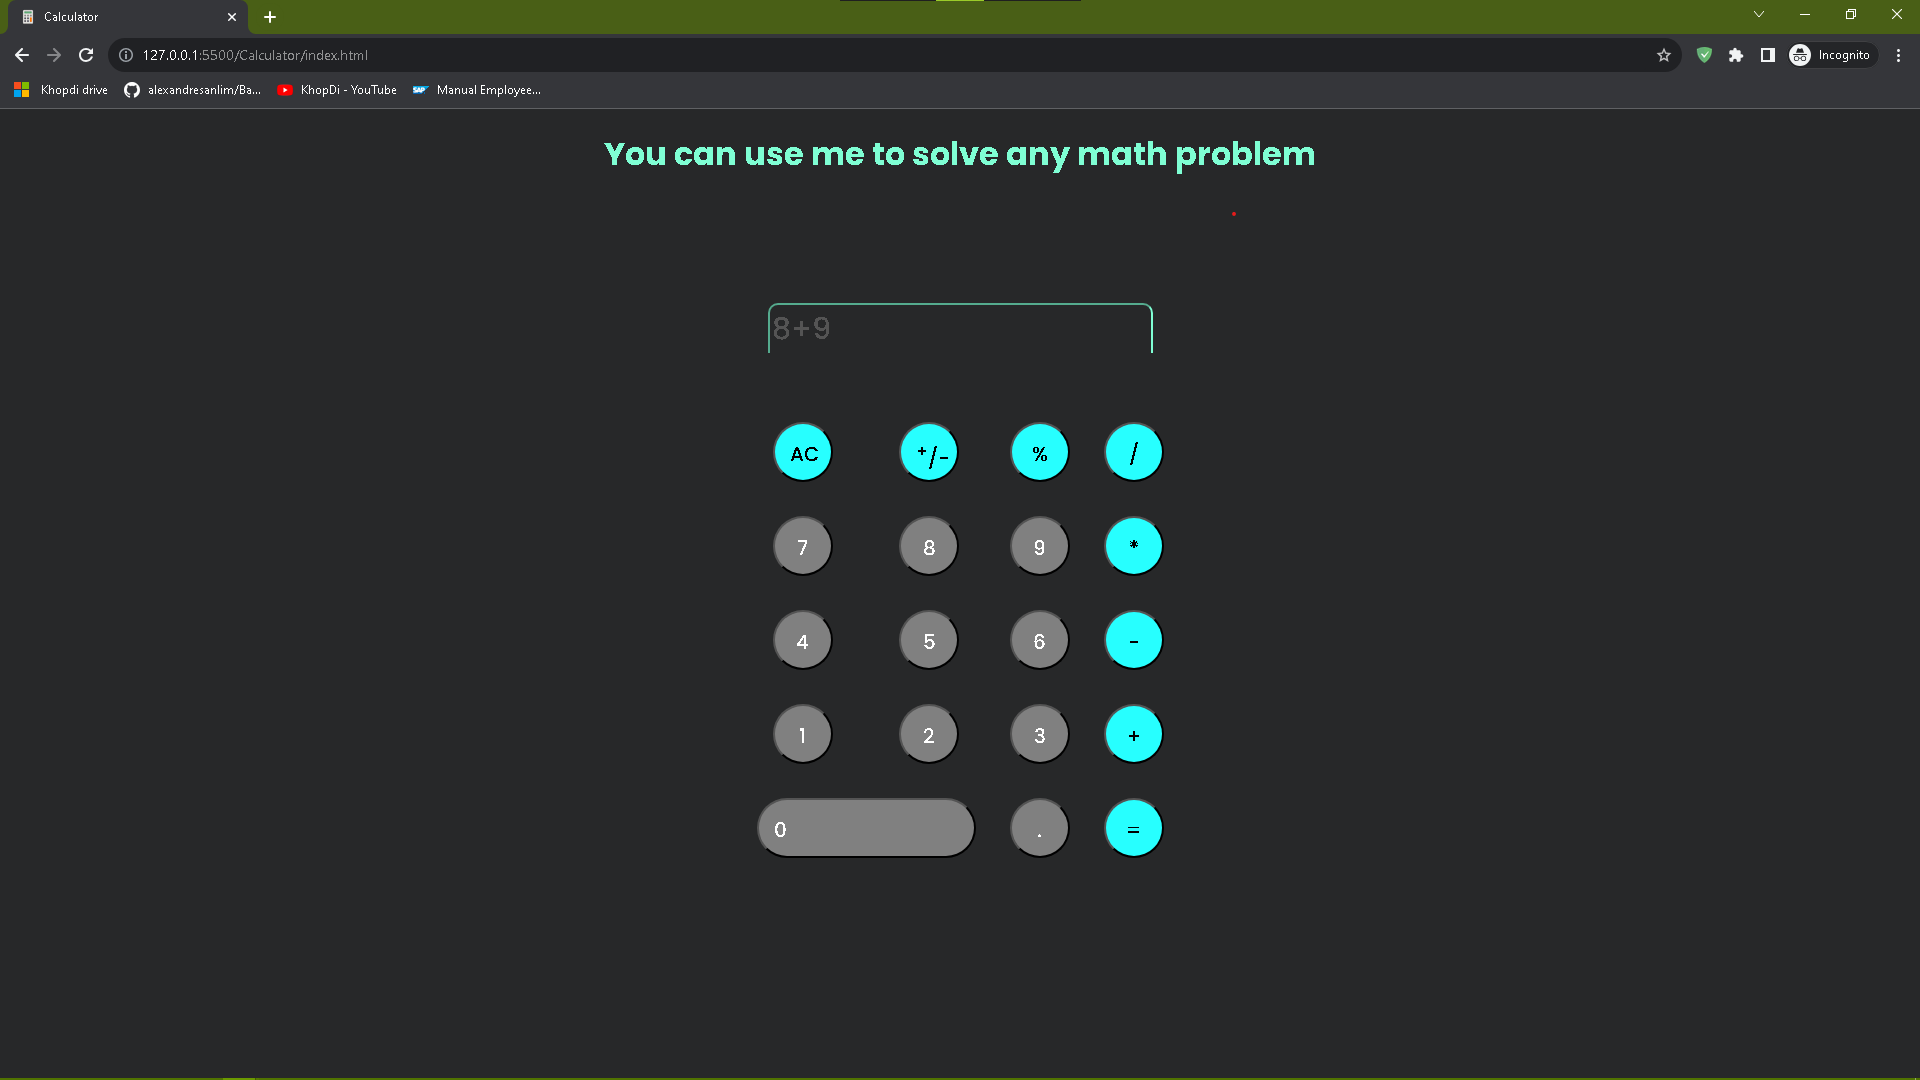 Calculator
127.0.0.1:5500/Calculator/index.html
Incognito
Khopdi drive
alexandresanlim/Ba...
KhopDi - YouTube
SAP
Manual Employee...
You can use me to solve any math problem
8+9
AC +/- % /
7 8 9 *
4 5 6 -
1 2 3 +
0 . =